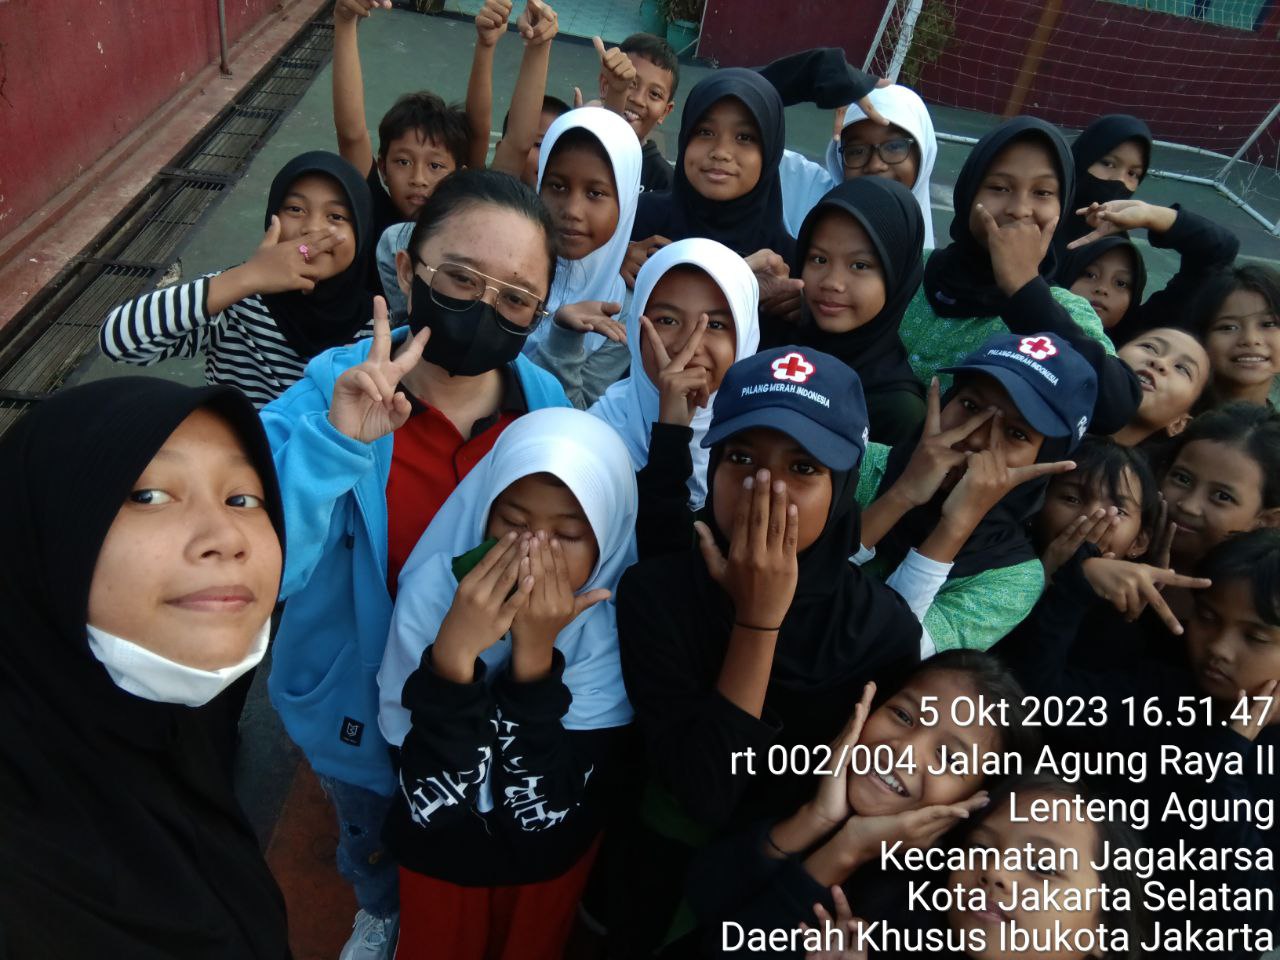 PALANG MERAH INDONESIA
PALANG MERAH INDONESIA
5 Okt 2023 16.51.47
rt 002/004 Jalan Agung Raya II
Lenteng Agung
Kecamatan Jagakarsa
Kota Jakarta Selatan
Daerah Khusus Ibukota Jakarta